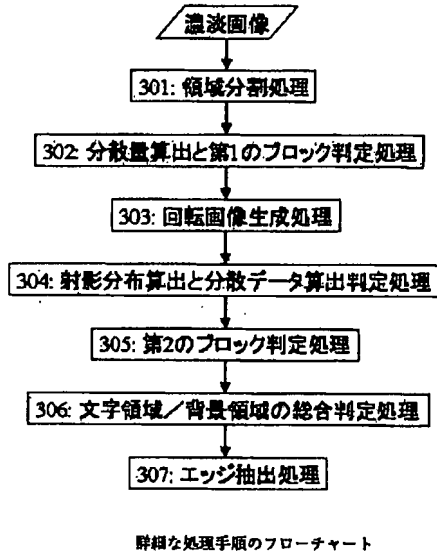 濃淡画像
301: 領域分割処理
302: 分散量算出と第1のブロック判定処理
303: 回転画像生成処理
304: 射影分布算出と分散データ算出判定処理
305: 第2のブロック判定処理
306: 文字領域／背景領域の総合判定処理
307: エッジ抽出処理
詳細な処理手順のフローチャート